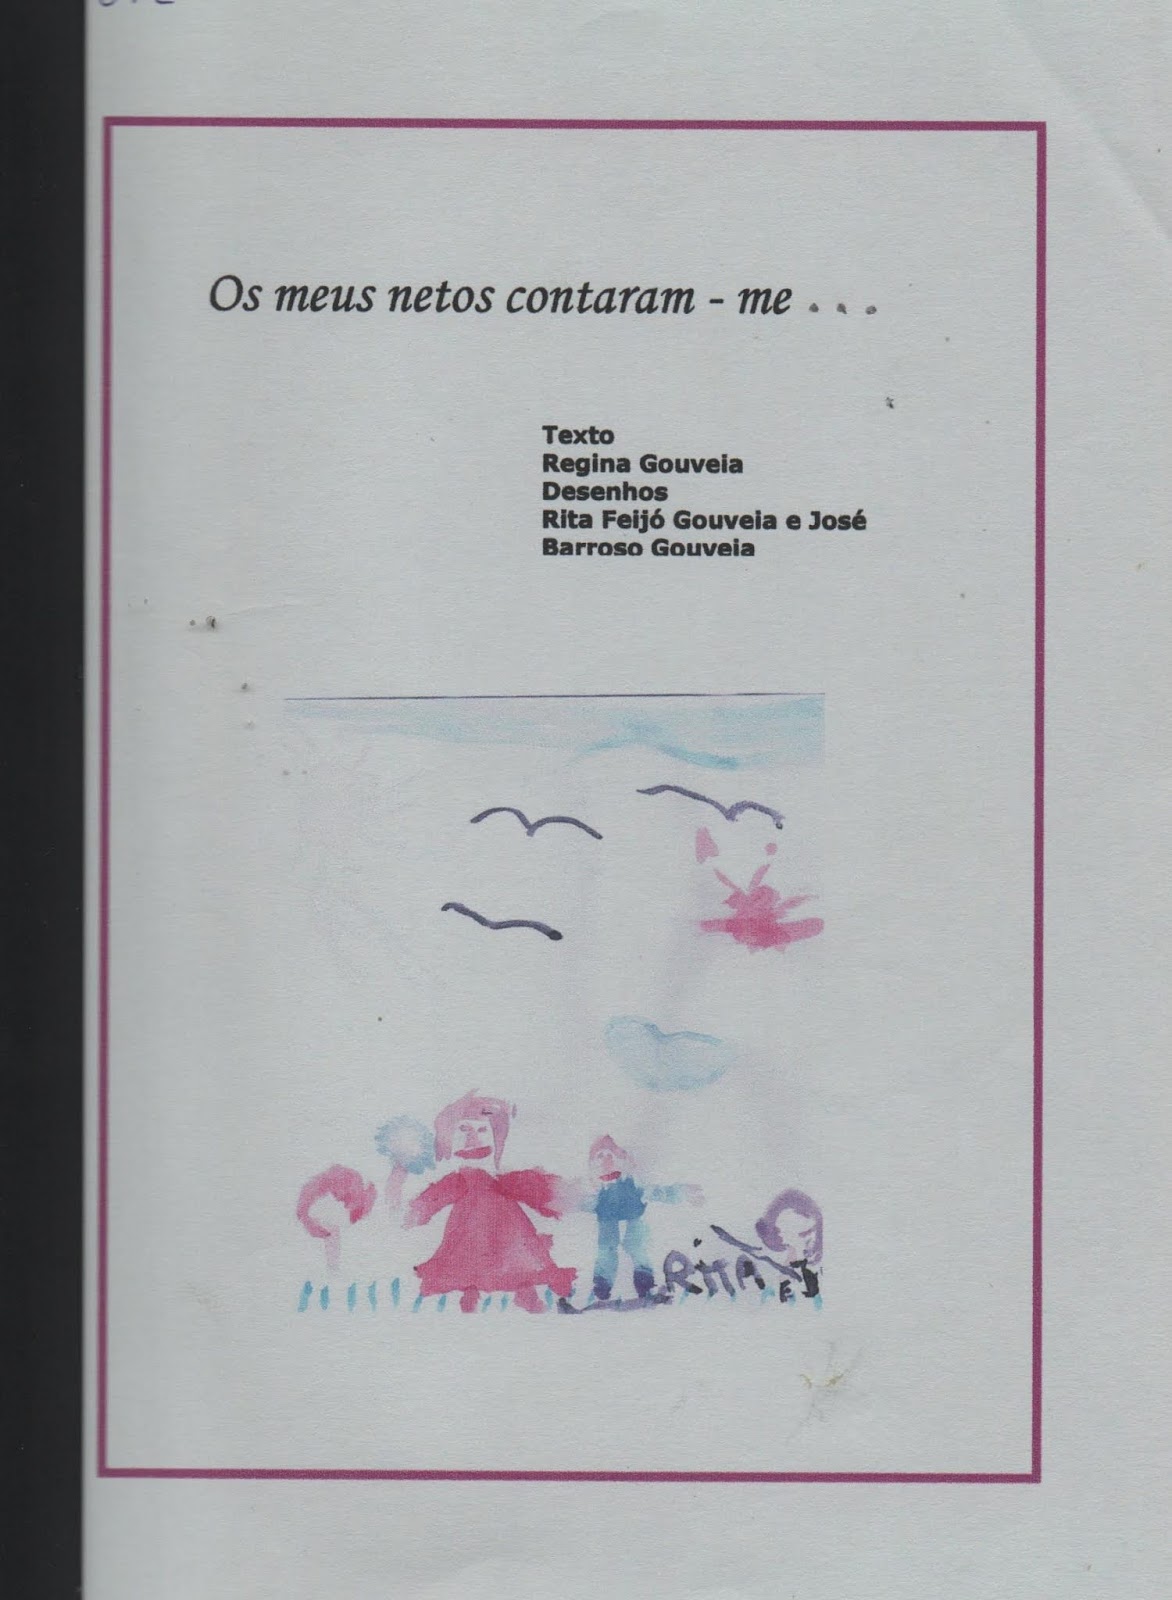 Os meus netos contaram - me . . .
Texto
Regina Gouveia
Desenhos
Rita Feijó Gouveia e José
Barroso Gouveia
RITA
E J